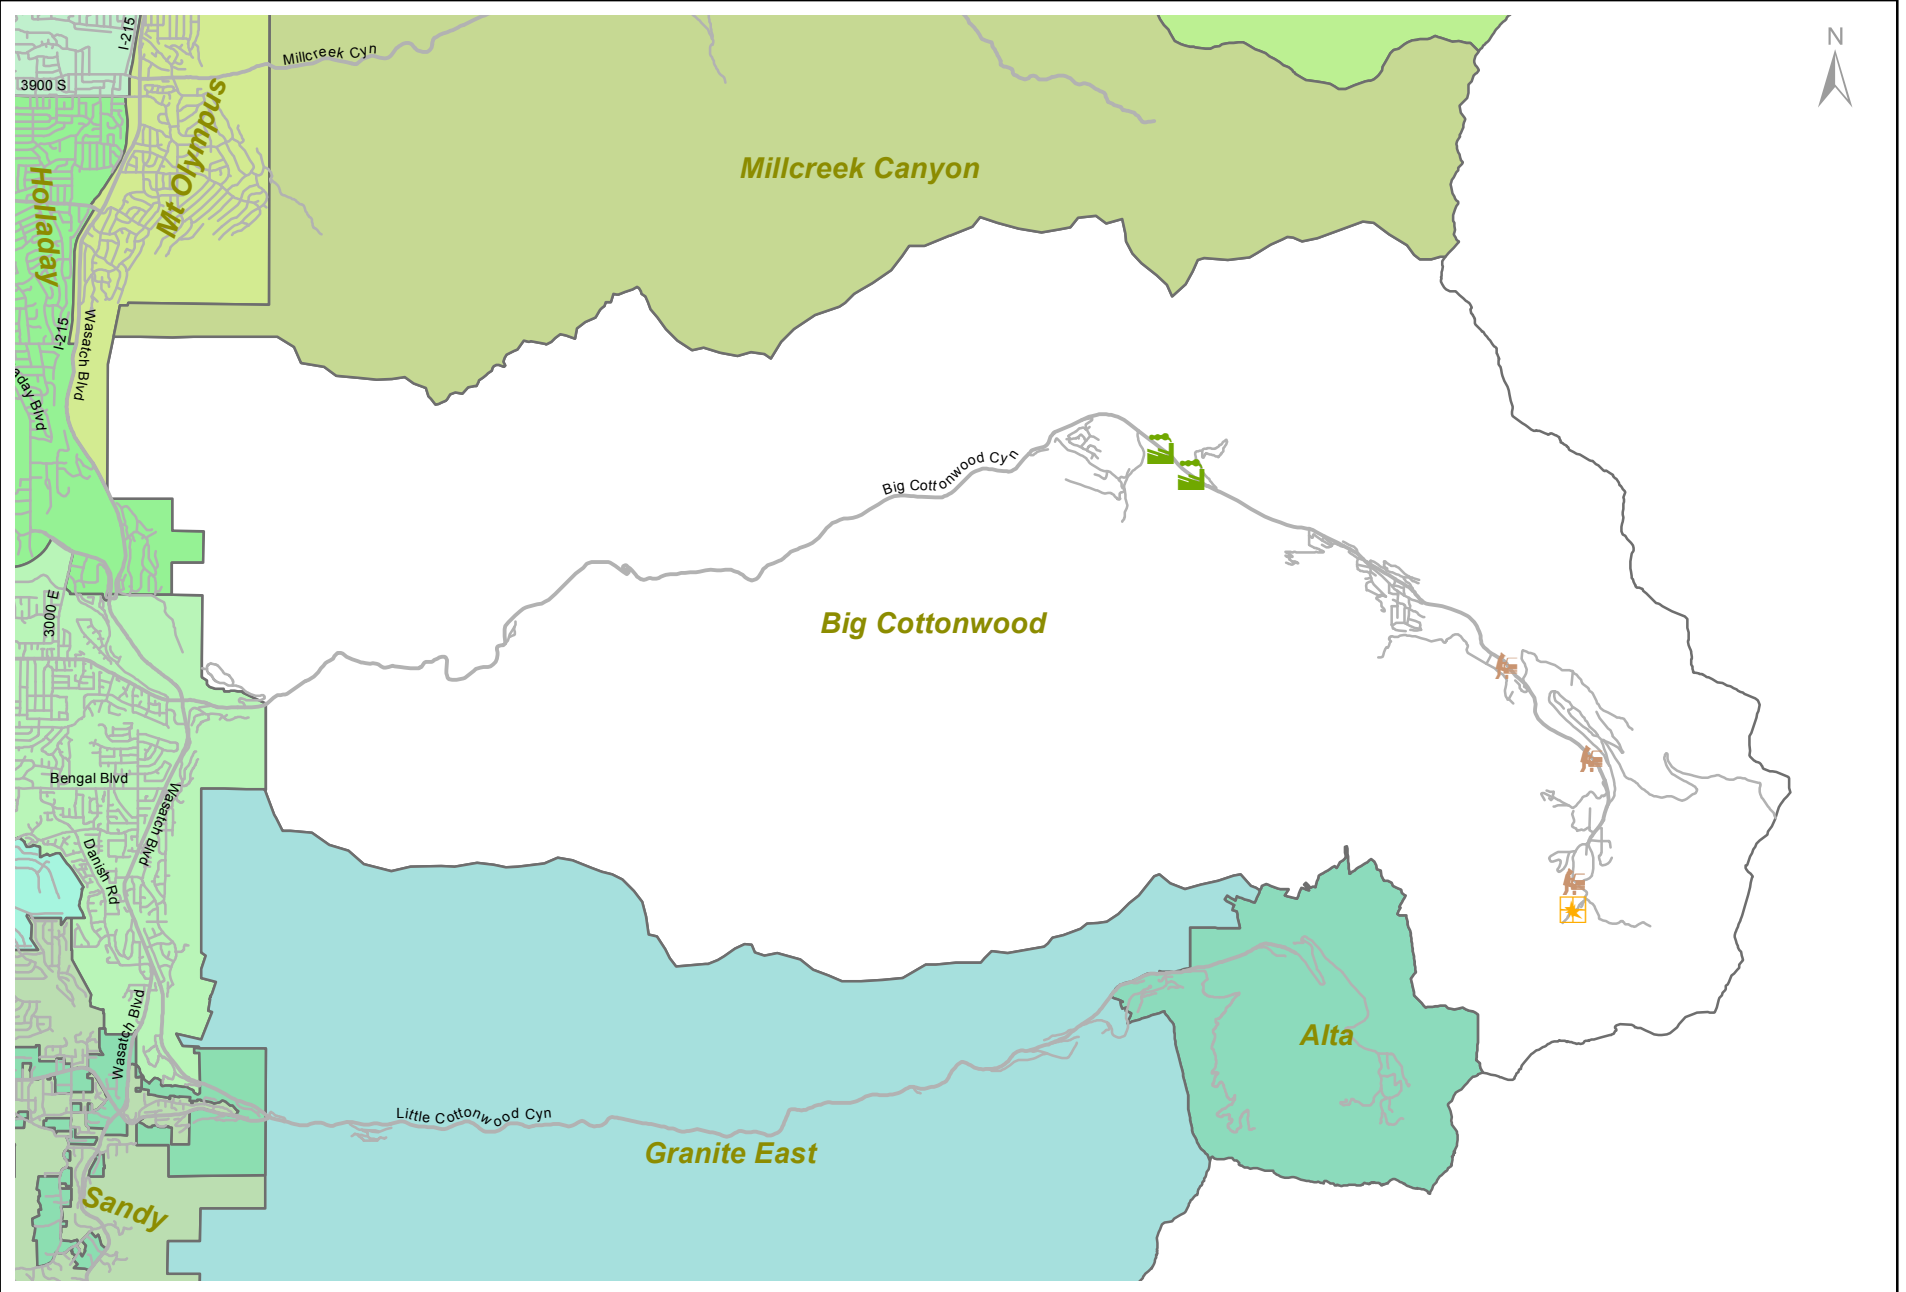 I-215
N
Millcreek Cyn
3900 S
Mt Olympus
Millcreek Canyon
Holladay
I-215
Wasatch Blvd
aday Blvd
Big Cottonwood Cyn
3000 E
Big Cottonwood
Bengal Blvd
Wasatch Blvd
Danish Rd
Wasatch Blvd
Alta
Little Cottonwood Cyn
Granite East
Sandy